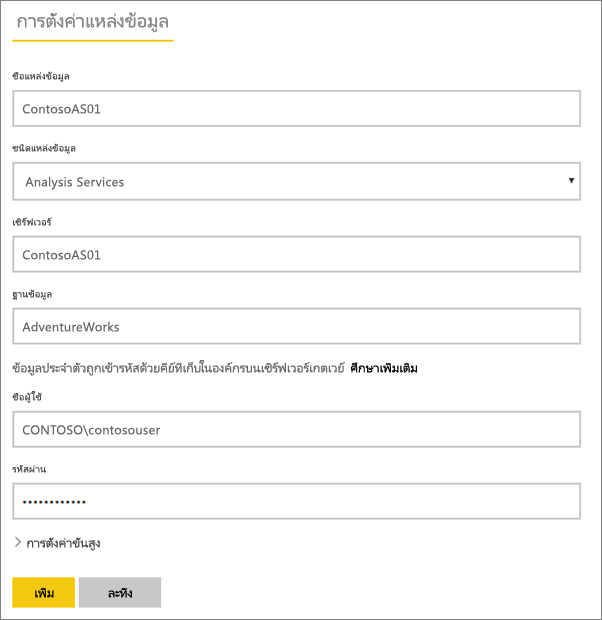 การตั้งค่าแหล่งข้อมูล
ชื่อแหล่งข้อมูล
ContosoAS01
ชนิดแหล่งข้อมูล
Analysis Services
เซิร์ฟเวอร์
ContosoAS01
ฐานข้อมูล
AdventureWorks
ข้อมูลประจำตัวถูกเข้ารหัสด้วยคีย์ที่เก็บในองค์กรบนเซิร์ฟเวอร์เกตเวย์ ศึกษาเพิ่มเติม
ชื่อผู้ใช้
CONTOSO\contosouser
รหัสผ่าน
••••••••••••
การตั้งค่าขั้นสูง
เพิ่ม ละทิ้ง